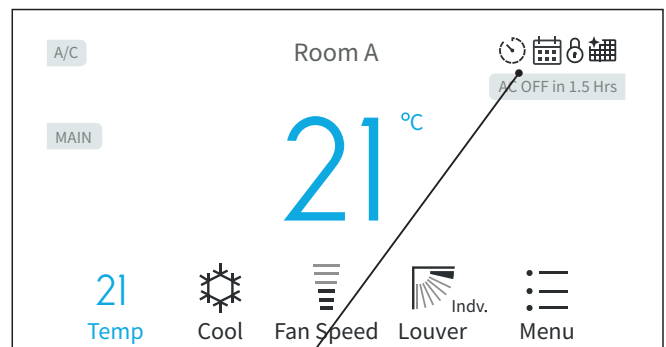 A/C
Room A
AC OFF in 1.5 Hrs
MAIN
21 °C
21
Indv.
Temp Cool Fan Speed Louver Menu